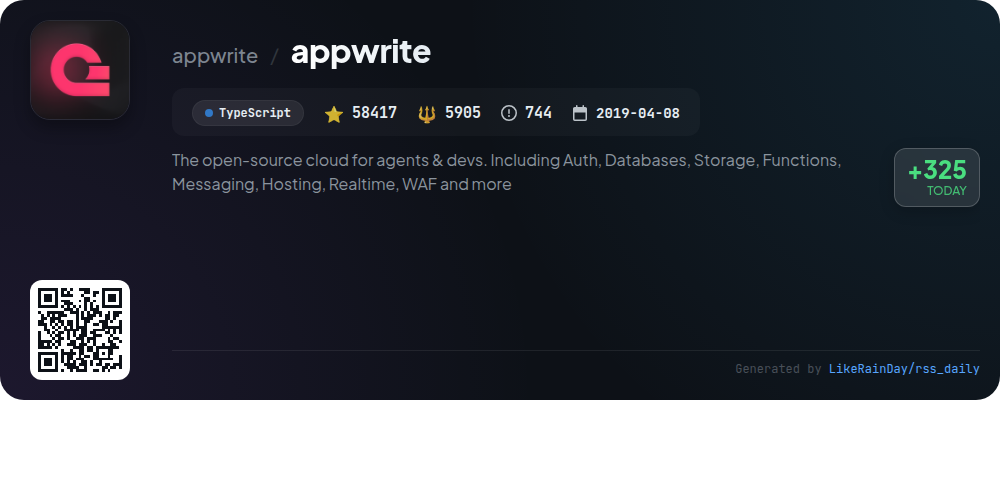 appwrite / appwrite
TypeScript 58417 5905 744 2019-04-08
The open-source cloud for agents & devs. Including Auth, Databases, Storage, Functions,
Messaging, Hosting, Realtime, WAF and more
+325
TODAY
Generated by LikeRainDay/rss_daily